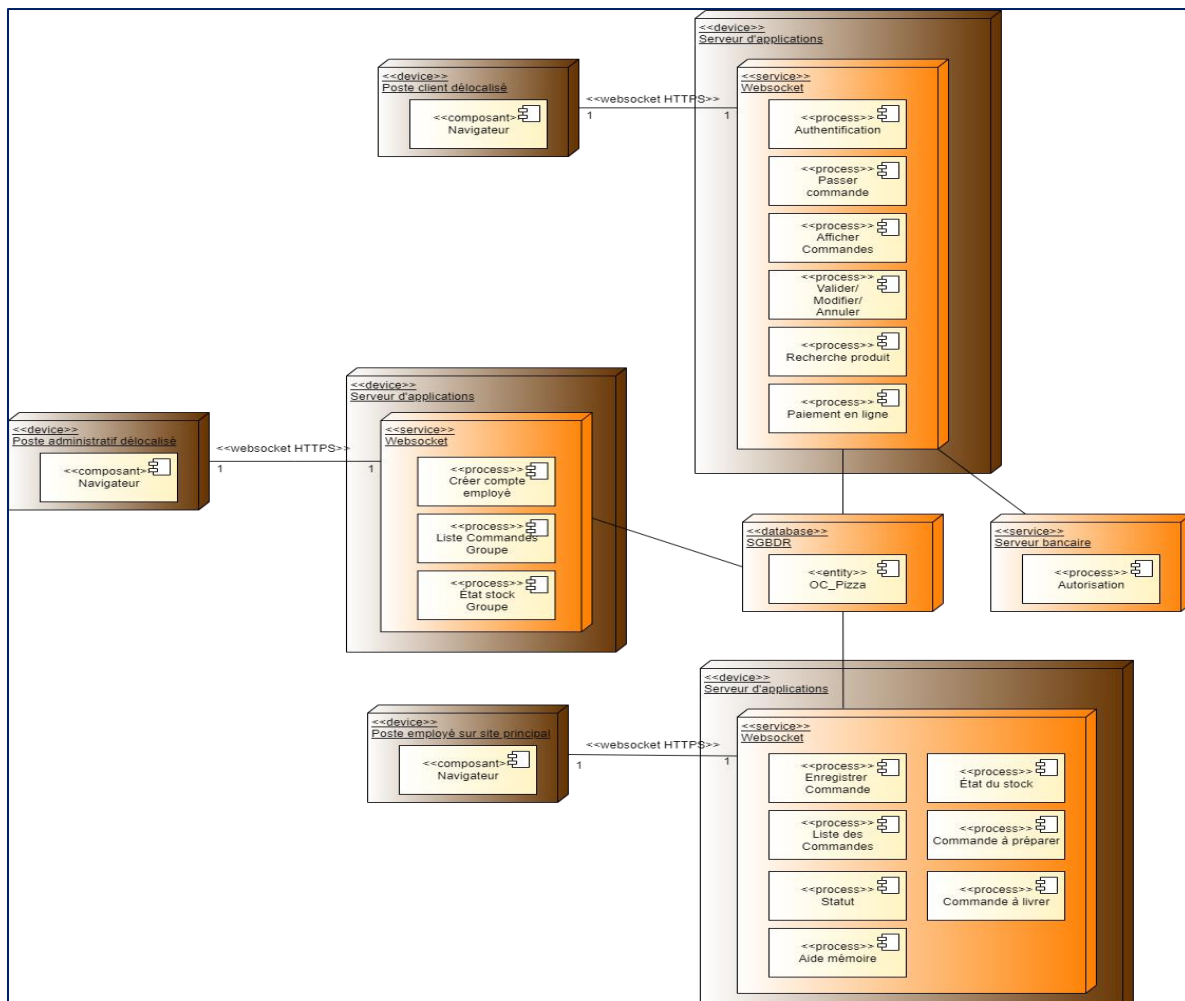 <<device>>
Serveur d'applications
<<service>>
Websocket
<<process>>
Authentification
<<process>>
Passer
commande
<<process>>
Afficher
Commandes
<<process>>
Valider/
Modifier/
Annuler
<<process>>
Recherche produit
<<process>>
Paiement en ligne
<<device>>
Poste client délocalisé
<<composant>>
Navigateur
<<websocket HTTPS>>
1
1
<<device>>
Serveur d'applications
<<service>>
Websocket
<<process>>
Créer compte
employé
<<process>>
Liste Commandes
Groupe
<<process>>
État stock
Groupe
<<device>>
Poste administratif délocalisé
<<composant>>
Navigateur
<<websocket HTTPS>>
1
1
<<database>>
SGBDR
<<entity>>
OC_Pizza
<<service>>
Serveur bancaire
<<process>>
Autorisation
<<device>>
Poste employé sur site principal
<<composant>>
Navigateur
<<websocket HTTPS>>
1
1
<<device>>
Serveur d'applications
<<service>>
Websocket
<<process>>
Enregistrer
Commande
<<process>>
État du stock
<<process>>
Liste des
Commandes
<<process>>
Commande à préparer
<<process>>
Statut
<<process>>
Commande à livrer
<<process>>
Aide mémoire